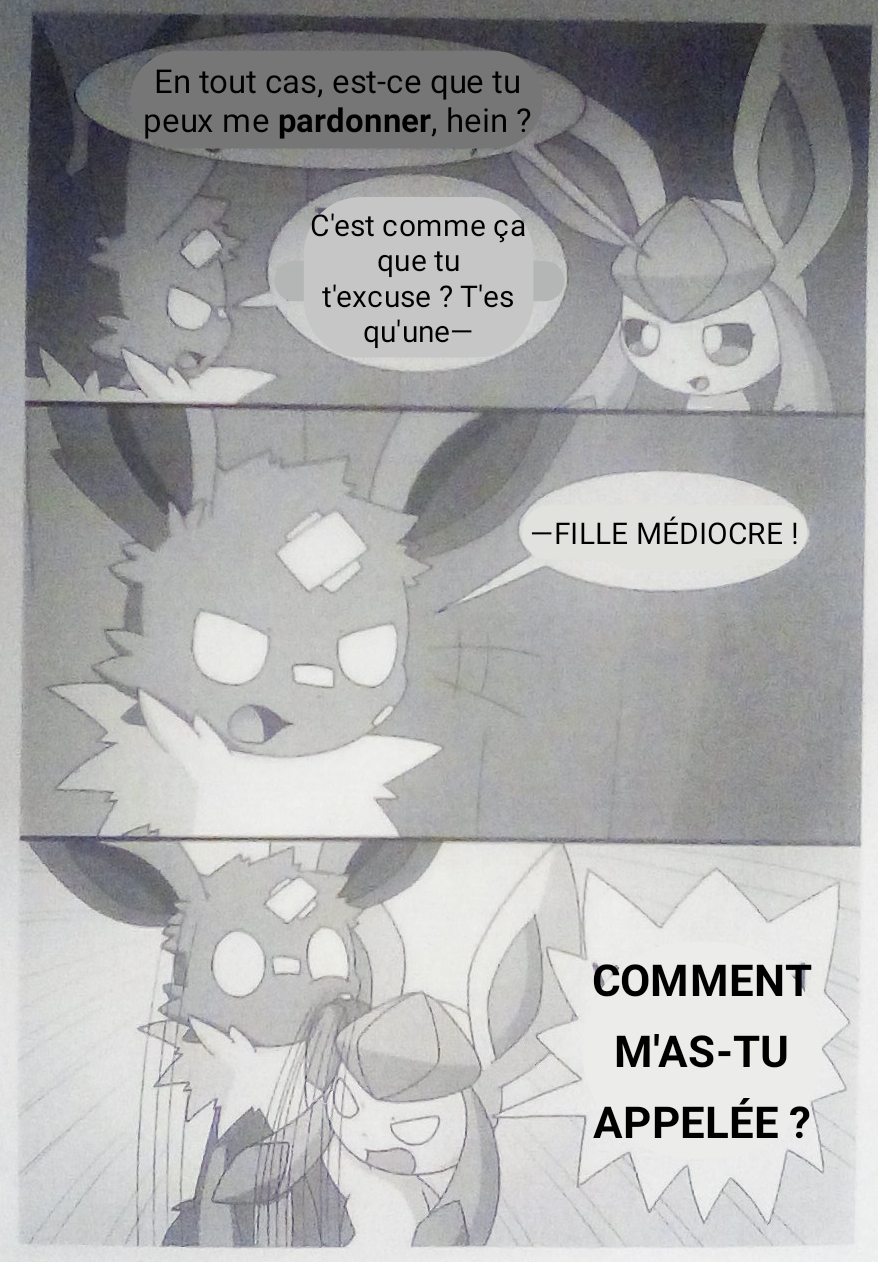 En tout cas, est-ce que tu
peux me pardonner, hein ?
C'est comme ça
que tu
t'excuse ? T'es
qu'une—
—FILLE MÉDIOCRE !
COMMENT
M'AS-TU
APPELÉE ?